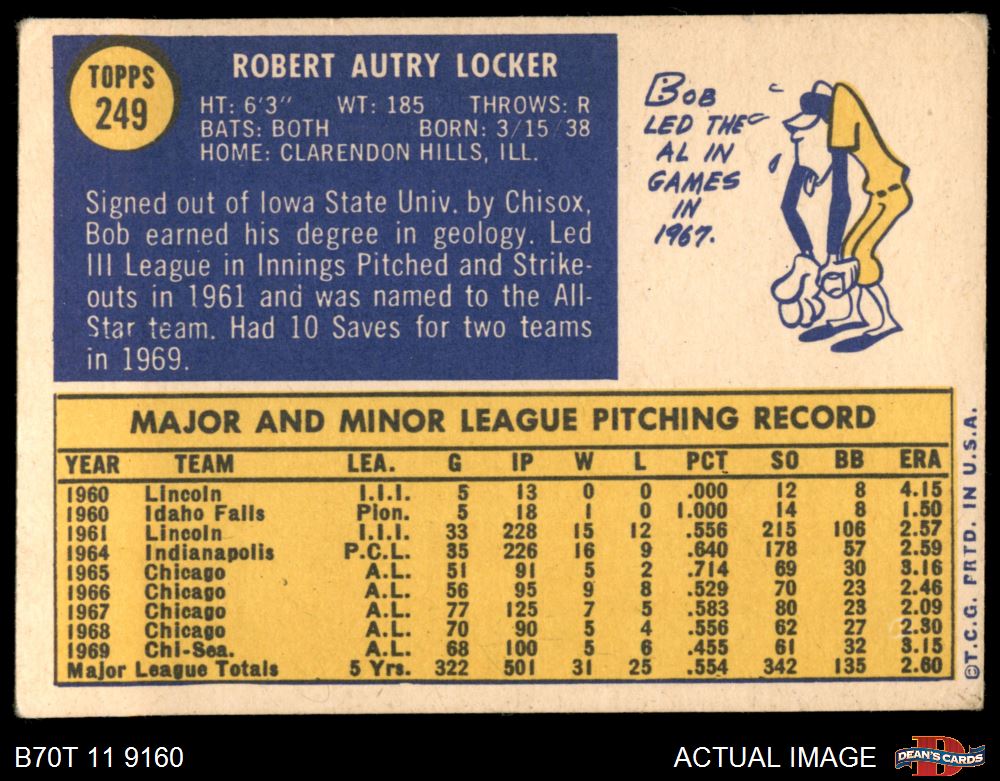 TOPPS
249
ROBERT AUTRY LOCKER
HT: 6'3" WT: 185 THROWS: R
BATS: BOTH BORN: 3/15/38
HOME: CLARENDON HILLS, ILL.
Signed out of Iowa State Univ. by Chisox,
Bob earned his degree in geology. Led
III League in Innings Pitched and Strike-
outs in 1961 and was named to the All-
Star team. Had 10 Saves for two teams
in 1969.
BOB
LED THE
AL IN
GAMES
IN
1967.
MAJOR AND MINOR LEAGUE PITCHING RECORD
YEAR TEAM LEA. G IP W L PCT SO BB ERA
1960 Lincoln I.I.I. 5 13 0 0 .000 12 8 4.15
1960 Idaho Falls Pion. 5 18 1 0 1.000 14 8 1.50
1961 Lincoln I.I.I. 33 228 15 12 .556 215 106 2.57
1964 Indianapolis P.C.L. 35 226 16 9 .640 178 57 2.59
1965 Chicago A.L. 51 91 5 2 .714 69 30 3.16
1966 Chicago A.L. 56 95 9 8 .529 70 23 2.46
1967 Chicago A.L. 77 125 7 5 .583 80 23 2.09
1968 Chicago A.L. 70 90 5 4 .556 62 27 2.30
1969 Chi-Sea. A.L. 68 100 5 6 .455 61 32 3.15
Major League Totals 5 Yrs. 322 501 31 25 .554 342 135 2.60
©T.C.G. PRTD. IN U.S.A.
B70T 11 9160
ACTUAL IMAGE
DEAN'S CARDS